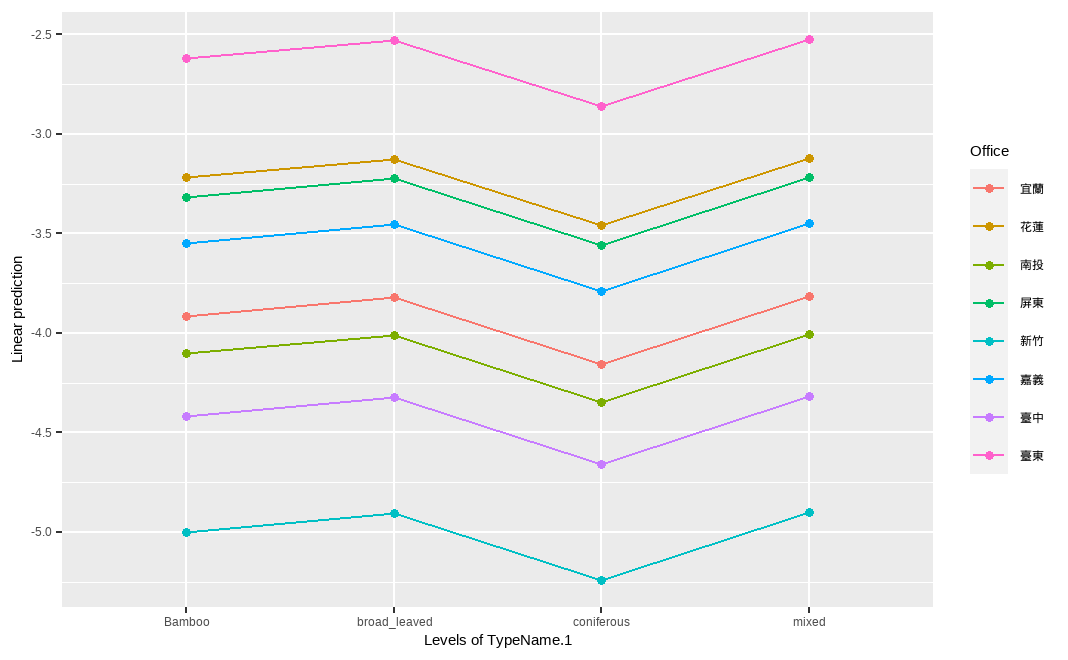 -2.5
-3.0
-3.5
-4.0
-4.5
-5.0
Linear prediction
Bamboo broad_leaved coniferous mixed
Levels of TypeName.1
Office
宜蘭
花蓮
南投
屏東
新竹
嘉義
臺中
臺東